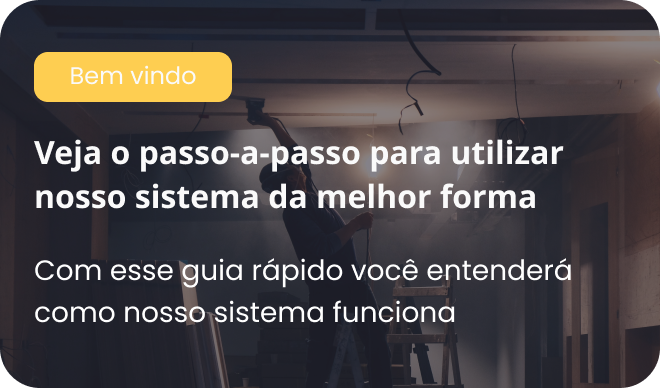 Bem vindo
Veja o passo-a-passo para utilizar
nosso sistema da melhor forma
Com esse guia rápido você entenderá
como nosso sistema funciona